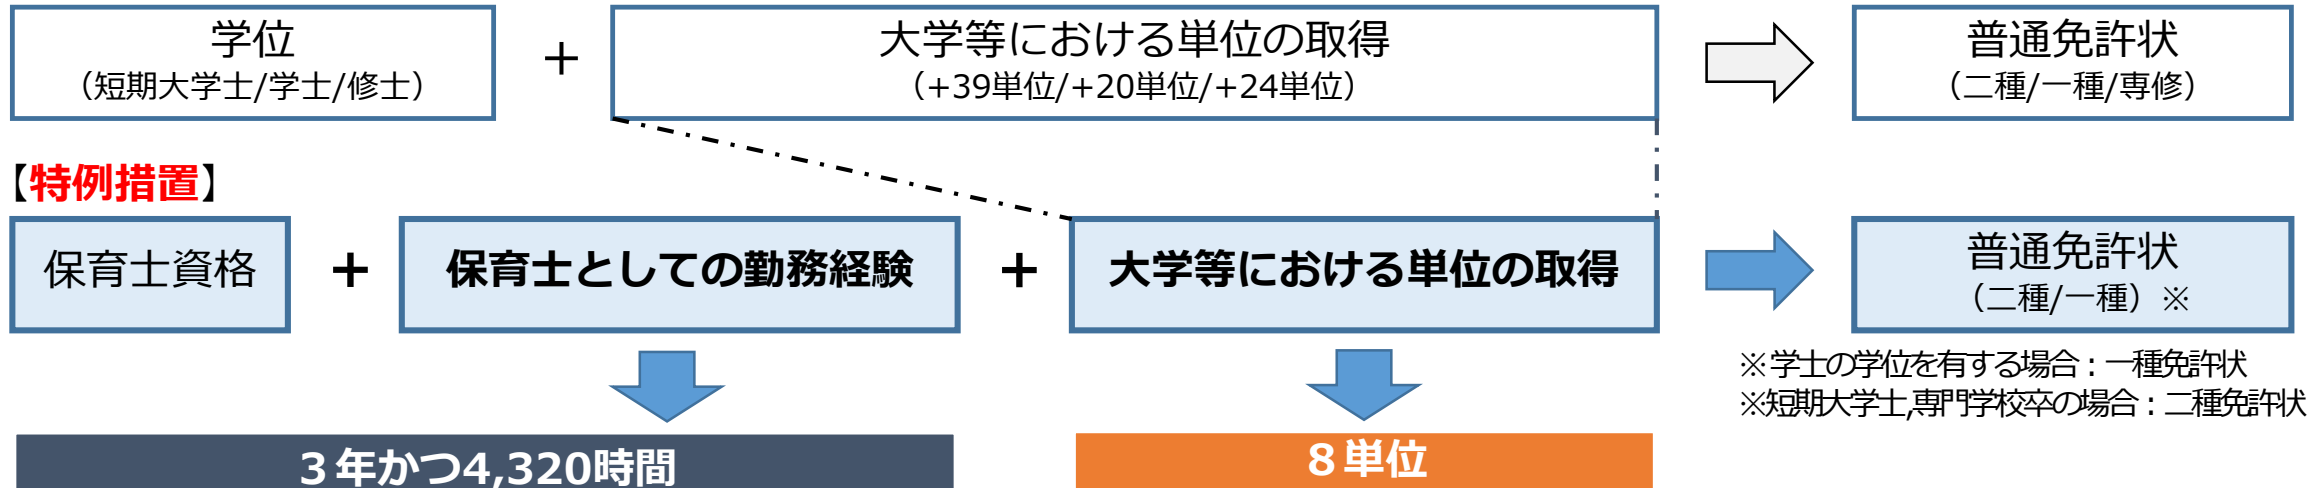 学位
（短期大学士/学士/修士）
＋
大学等における単位の取得
（+39単位/+20単位/+24単位）
普通免許状
（二種/一種/専修）
【特例措置】
保育士資格
＋
保育士としての勤務経験
＋
大学等における単位の取得
普通免許状
（二種/一種）※
※学士の学位を有する場合：一種免許状
※短期大学士,専門学校卒の場合：二種免許状
３年かつ4,320時間
８単位